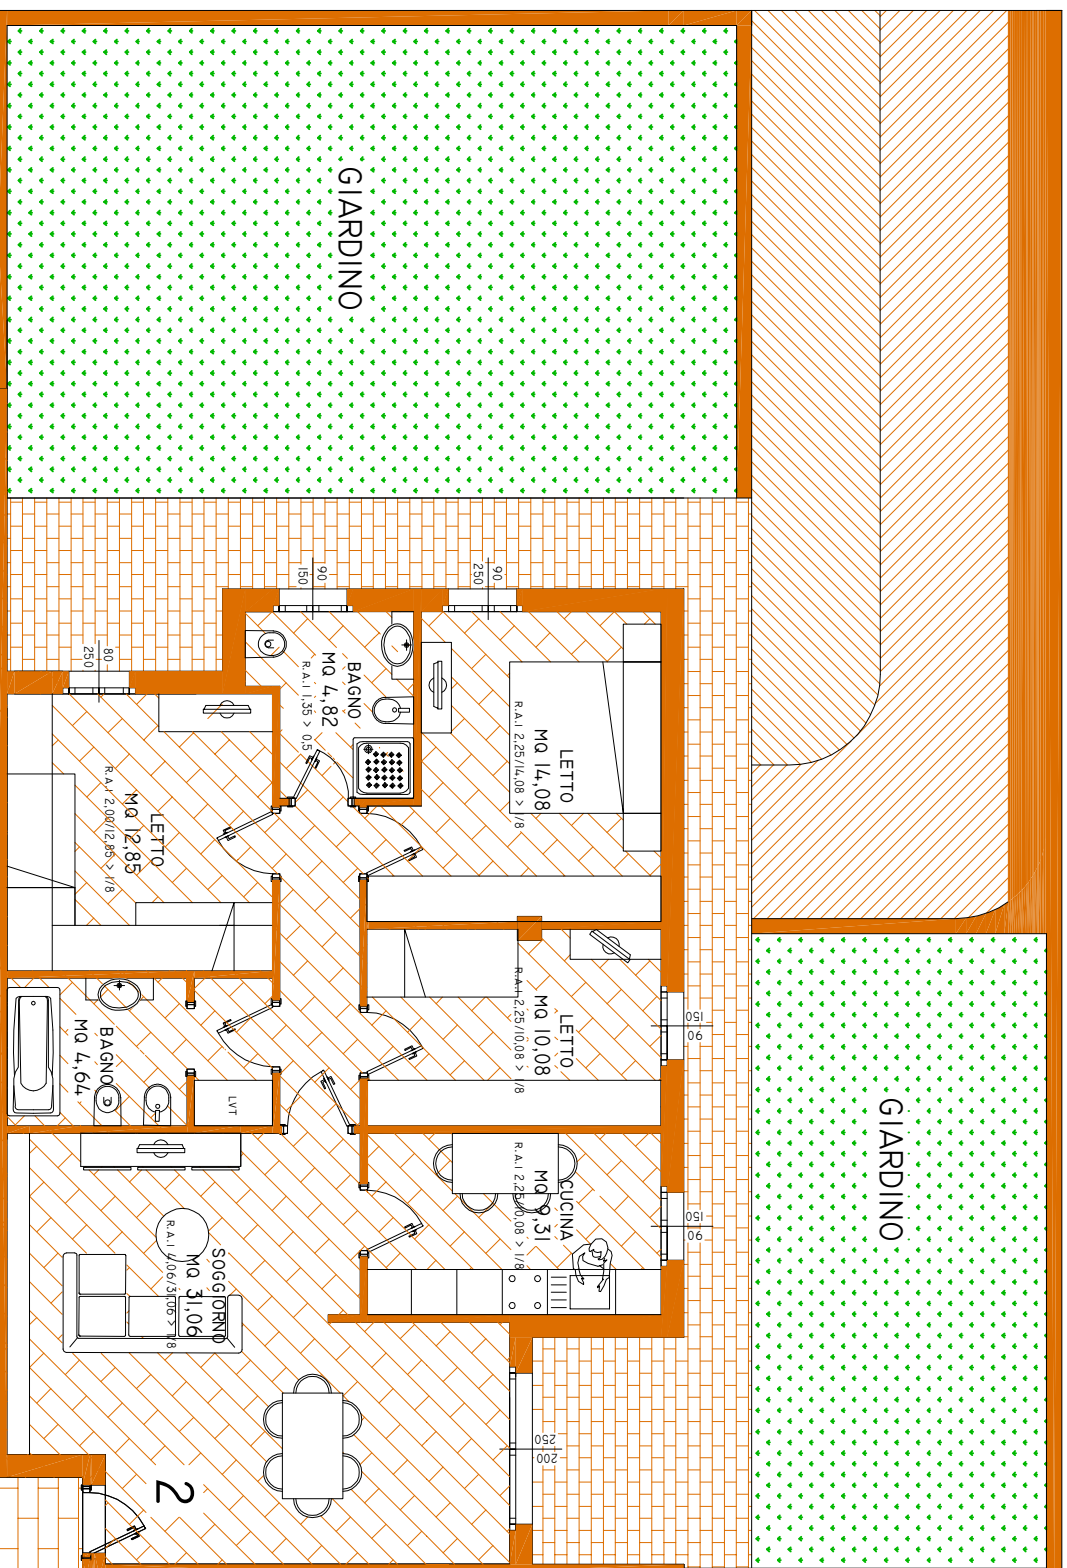 GIARDINO
90
150
90
250
80
250
BAGNO
MQ 4,82
R.A.I 1,35 > 0,5
LETTO
MQ 14,08
R.A.I 2,25/14,08 > 1/8
LETTO
MQ 12,85
R.A.I 2,00/12,85 > 1/8
LETTO
MQ 10,08
R.A.I 2,25/10,08 > 1/8
150
90
BAGNO
MQ 4,64
LVT
CUCINA
MQ 9,31
R.A.I 2,25/10,08 > 1/8
150
90
GIARDINO
SOGGIORNO
MQ 31,06
R.A.I 4,06/31,06 > 1/8
250
200
2